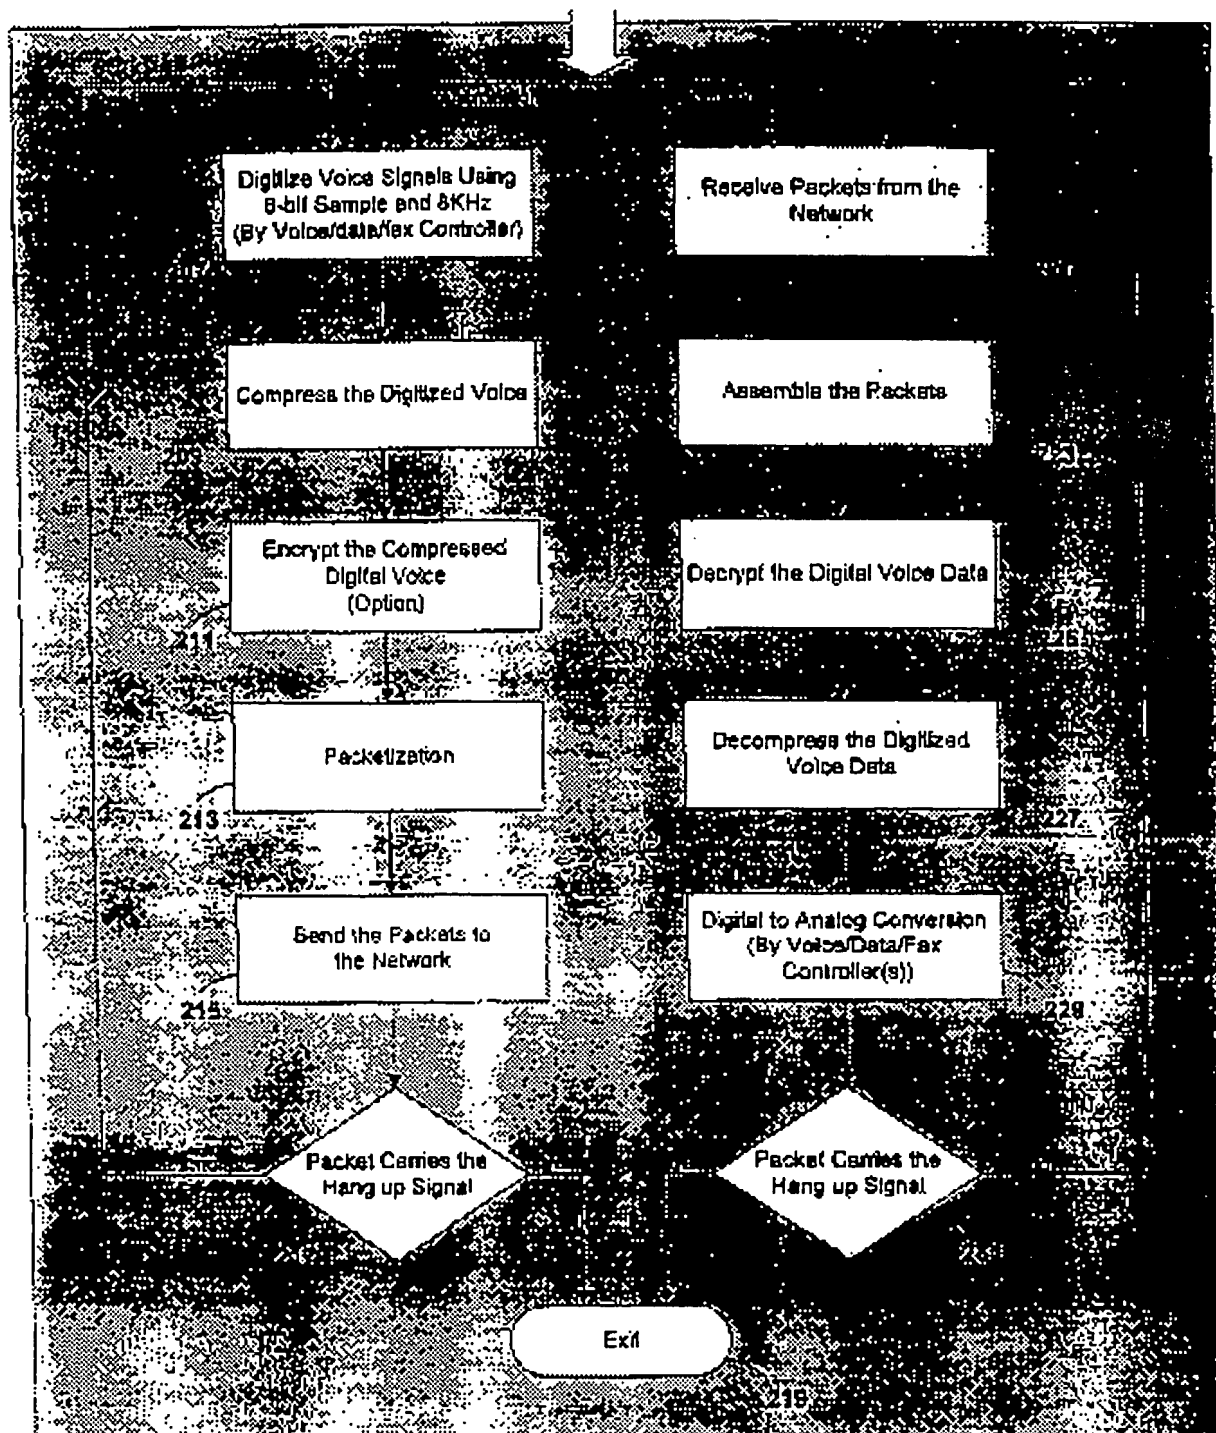 Digitize Voice Signals Using
8-bit Sample and 8KHz
(By Voice/data/fax Controller)
Compress the Digitized Voice
Encrypt the Compressed
Digital Voice
(Option)
211
Packetization
213
Send the Packets to
the Network
215
Packet Carries the
Hang up Signal
Receive Packets from the
Network
Assemble the Packets
Decrypt the Digital Voice Data
Decompress the Digitized
Voice Data
227
Digital to Analog Conversion
(By Voice/Data/Fax
Controller(s))
229
Packet Carries the
Hang up Signal
Exit
219